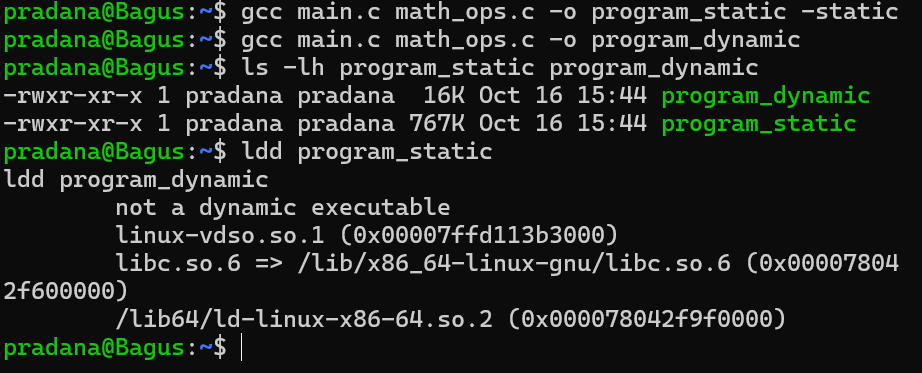 pradana@Bagus:~$ gcc main.c math_ops.c -o program_static -static
pradana@Bagus:~$ gcc main.c math_ops.c -o program_dynamic
pradana@Bagus:~$ ls -lh program_static program_dynamic
-rwxr-xr-x 1 pradana pradana  16K Oct 16 15:44 program_dynamic
-rwxr-xr-x 1 pradana pradana 767K Oct 16 15:44 program_static
pradana@Bagus:~$ ldd program_static
ldd program_dynamic
        not a dynamic executable
        linux-vdso.so.1 (0x00007ffd113b3000)
        libc.so.6 => /lib/x86_64-linux-gnu/libc.so.6 (0x00007804
2f600000)
        /lib64/ld-linux-x86-64.so.2 (0x000078042f9f0000)
pradana@Bagus:~$